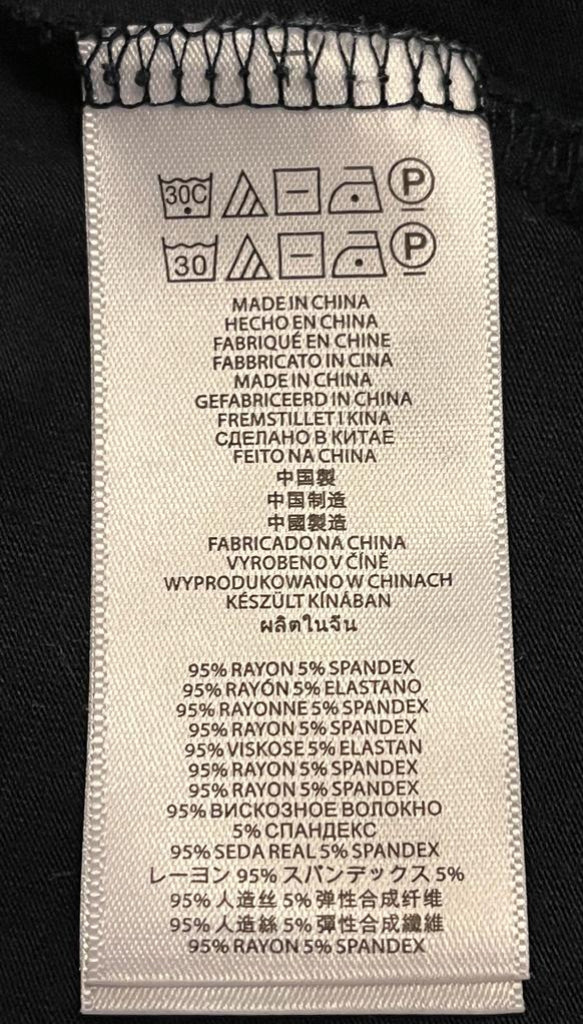 30C P
30 P
MADE IN CHINA
HECHO EN CHINA
FABRIQUÉ EN CHINE
FABBRICATO IN CINA
MADE IN CHINA
GEFABRICEERD IN CHINA
FREMSTILLET I KINA
СДЕЛАНО В КИТАЕ
FEITO NA CHINA
中国製
中国制造
中國製造
FABRICADO NA CHINA
VYROBENO V ČÍNĚ
WYPRODUKOWANO W CHINACH
KÉSZÜLT KÍNÁBAN
ผลิตในจีน
95% RAYON 5% SPANDEX
95% RAYÓN 5% ELASTANO
95% RAYONNE 5% SPANDEX
95% RAYON 5% SPANDEX
95% VISKOSE 5% ELASTAN
95% RAYON 5% SPANDEX
95% RAYON 5% SPANDEX
95% ВИСКОЗНОЕ ВОЛОКНО
5% СПАНДЕКС
95% SEDA REAL 5% SPANDEX
レーヨン 95% スパンデックス 5%
95% 人造丝 5% 弹性合成纤维
95% 人造絲 5% 彈性合成纖維
95% RAYON 5% SPANDEX